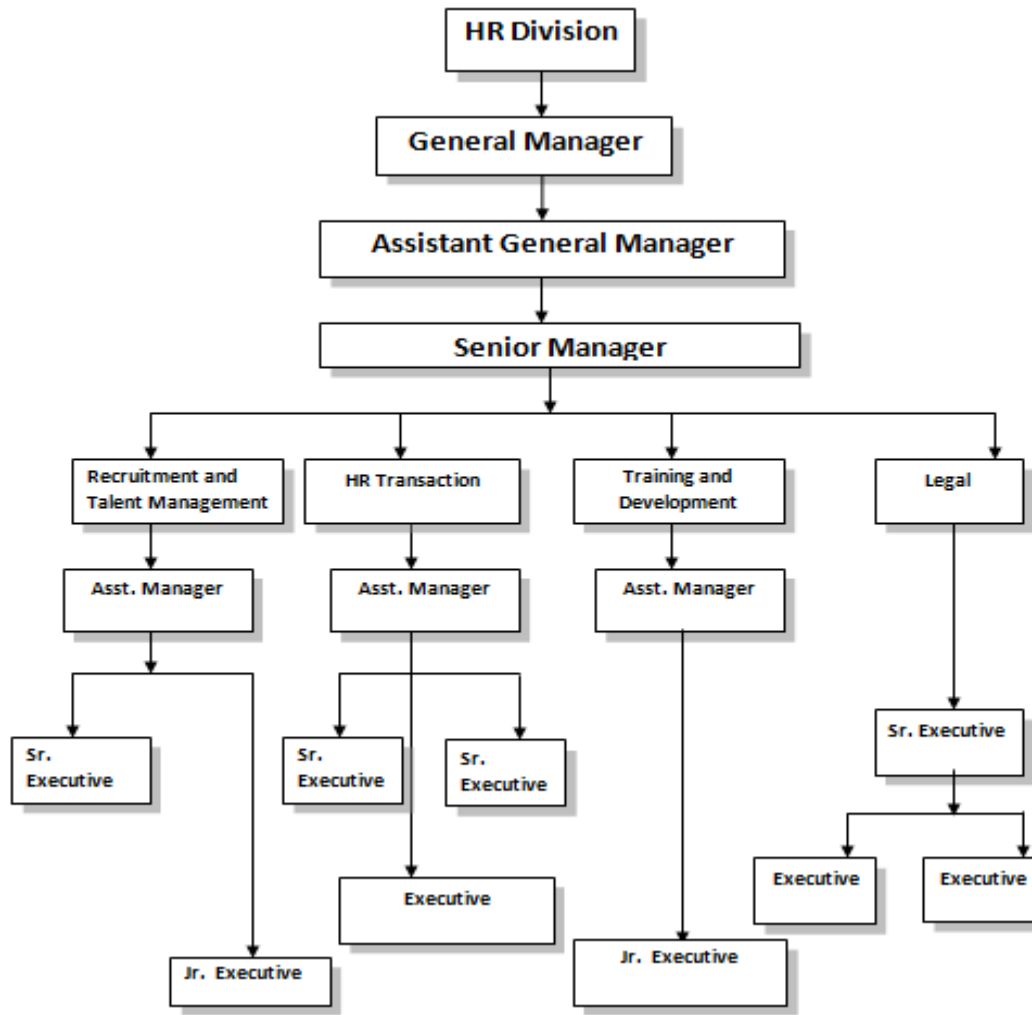 HR Division
General Manager
Assistant General Manager
Senior Manager
Recruitment and
Talent Management
HR Transaction
Training and
Development
Legal
Asst. Manager
Asst. Manager
Asst. Manager
Sr.
Executive
Sr.
Executive
Sr.
Executive
Sr. Executive
Executive
Executive
Executive
Jr. Executive
Jr. Executive